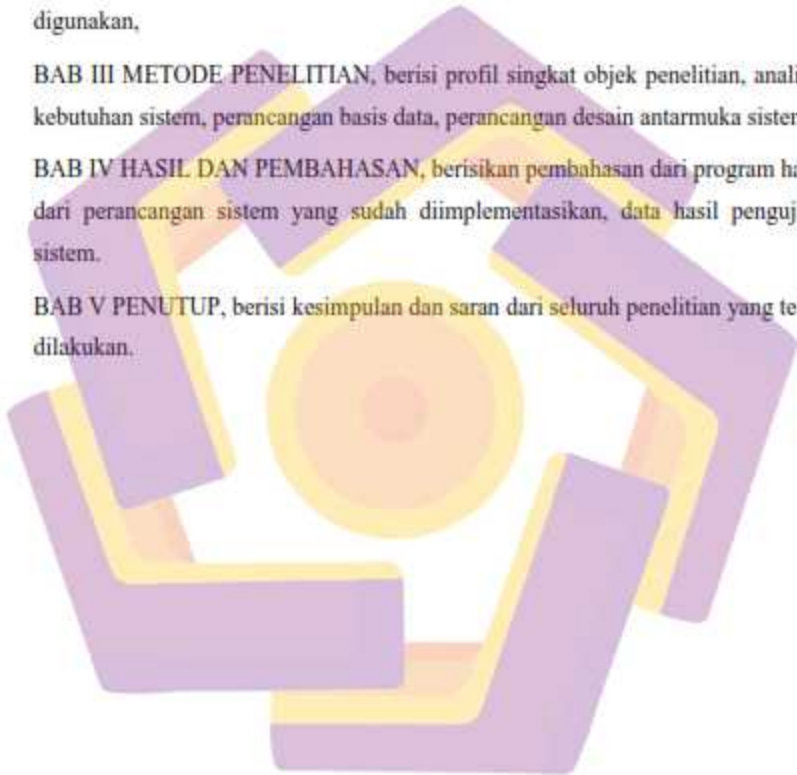 digunakan,
BAB III METODE PENELITIAN, berisi profil singkat objek penelitian, anali
kebutuhan sistem, perancangan basis data, perancangan desain antarmuka sister
BAB IV HASIL DAN PEMBAHASAN, berisikan pembahasan dari program ha
dari perancangan sistem yang sudah diimplementasikan, data hasil penguj
sistem.
BAB V PENUTUP, berisi kesimpulan dan saran dari seluruh penelitian yang te
dilakukan.